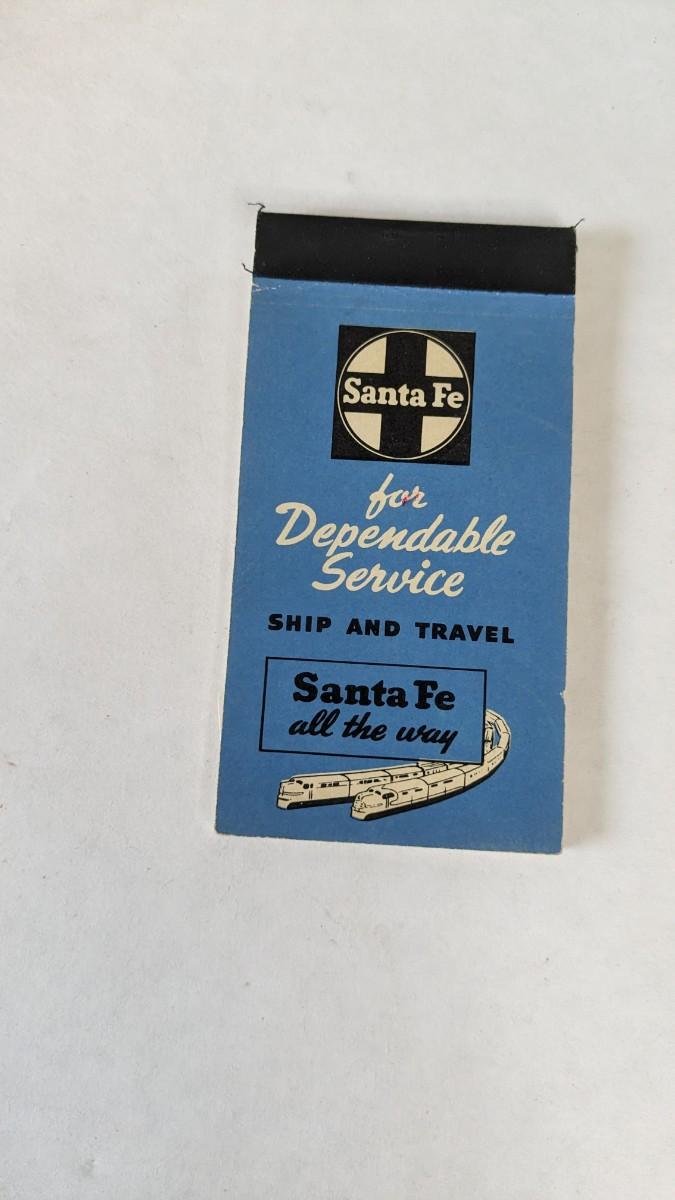 Santa Fe
for
Dependable
Service
SHIP AND TRAVEL
Santa Fe
all the way